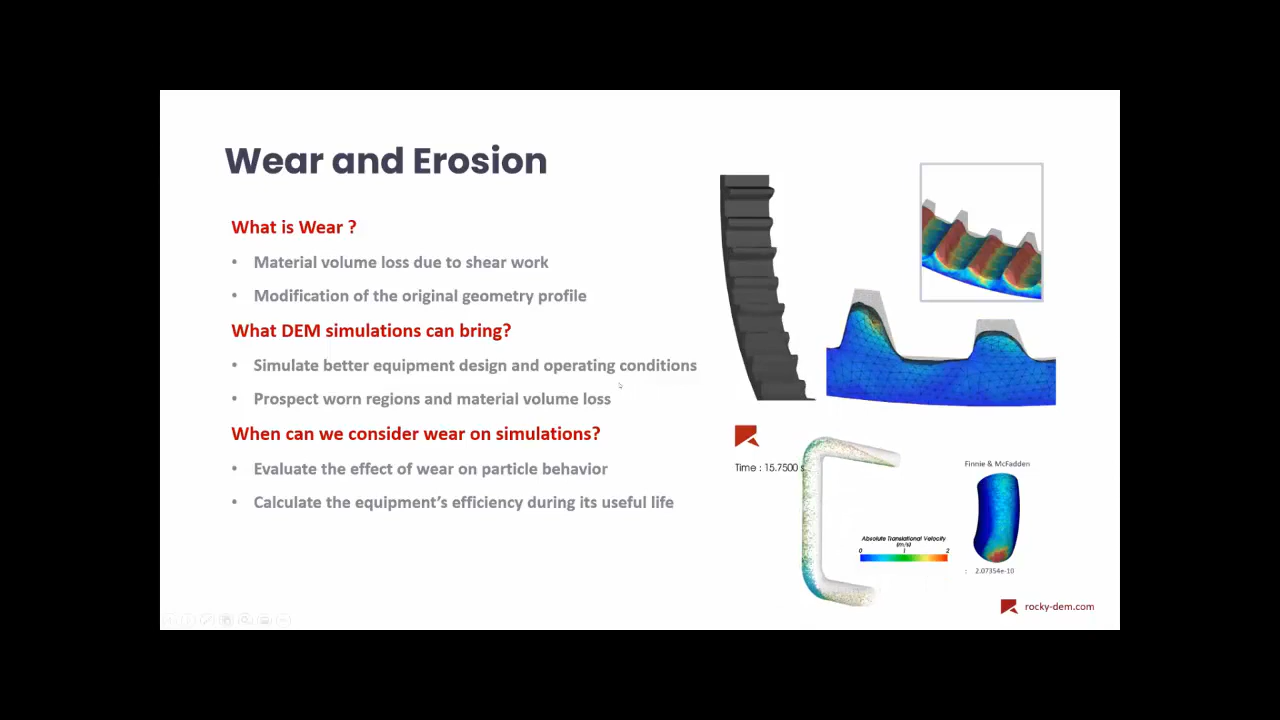 Wear and Erosion
What is Wear ?
• Material volume loss due to shear work
• Modification of the original geometry profile
What DEM simulations can bring?
• Simulate better equipment design and operating conditions
• Prospect worn regions and material volume loss
When can we consider wear on simulations?
• Evaluate the effect of wear on particle behavior
• Calculate the equipment's efficiency during its useful life
Time : 15.7500 s
Absolute Translational Velocity
(m/s)
0 1 2
Finnie & McFadden
: 2.07354e-10
rocky-dem.com